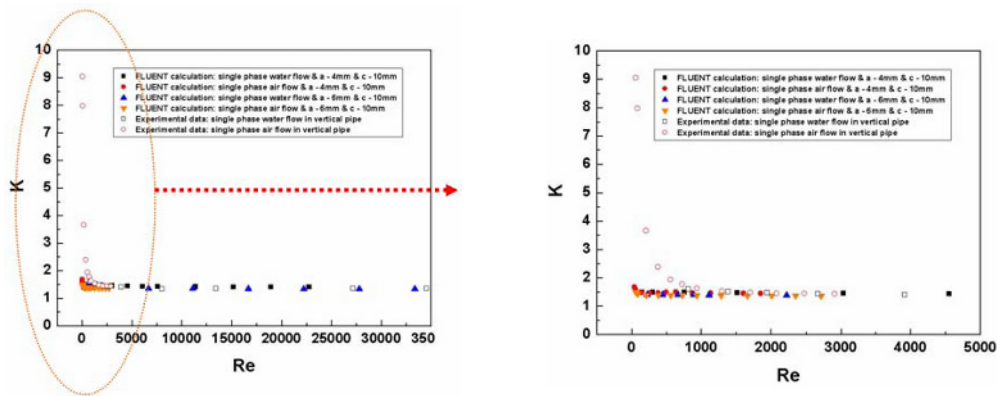 10
9
8
7
6
5
4
3
2
1
0
K
0 5000 10000 15000 20000 25000 30000 350
Re
FLUENT calculation: single phase water flow & a - 4mm & c - 10mm
FLUENT calculation: single phase air flow & a - 4mm & c - 10mm
FLUENT calculation: single phase water flow & a - 6mm & c - 10mm
FLUENT calculation: single phase air flow & a - 6mm & c - 10mm
Experimental data: single phase water flow in vertical pipe
Experimental data: single phase air flow in vertical pipe
10
9
8
7
6
5
4
3
2
1
0
K
0 1000 2000 3000 4000 5000
Re
FLUENT calculation: single phase water flow & a - 4mm & c - 10mm
FLUENT calculation: single phase air flow & a - 4mm & c - 10mm
FLUENT calculation: single phase water flow & a - 6mm & c - 10mm
FLUENT calculation: single phase air flow & a - 6mm & c - 10mm
Experimental data: single phase water flow in vertical pipe
Experimental data: single phase air flow in vertical pipe